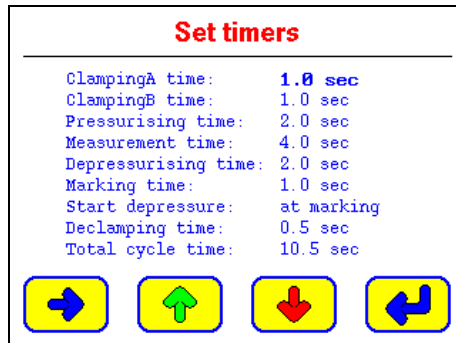 Set timers
ClampingA time: 1.0 sec
ClampingB time: 1.0 sec
Pressurising time: 2.0 sec
Measurement time: 4.0 sec
Depressurising time: 2.0 sec
Marking time: 1.0 sec
Start depressure: at marking
Declamping time: 0.5 sec
Total cycle time: 10.5 sec